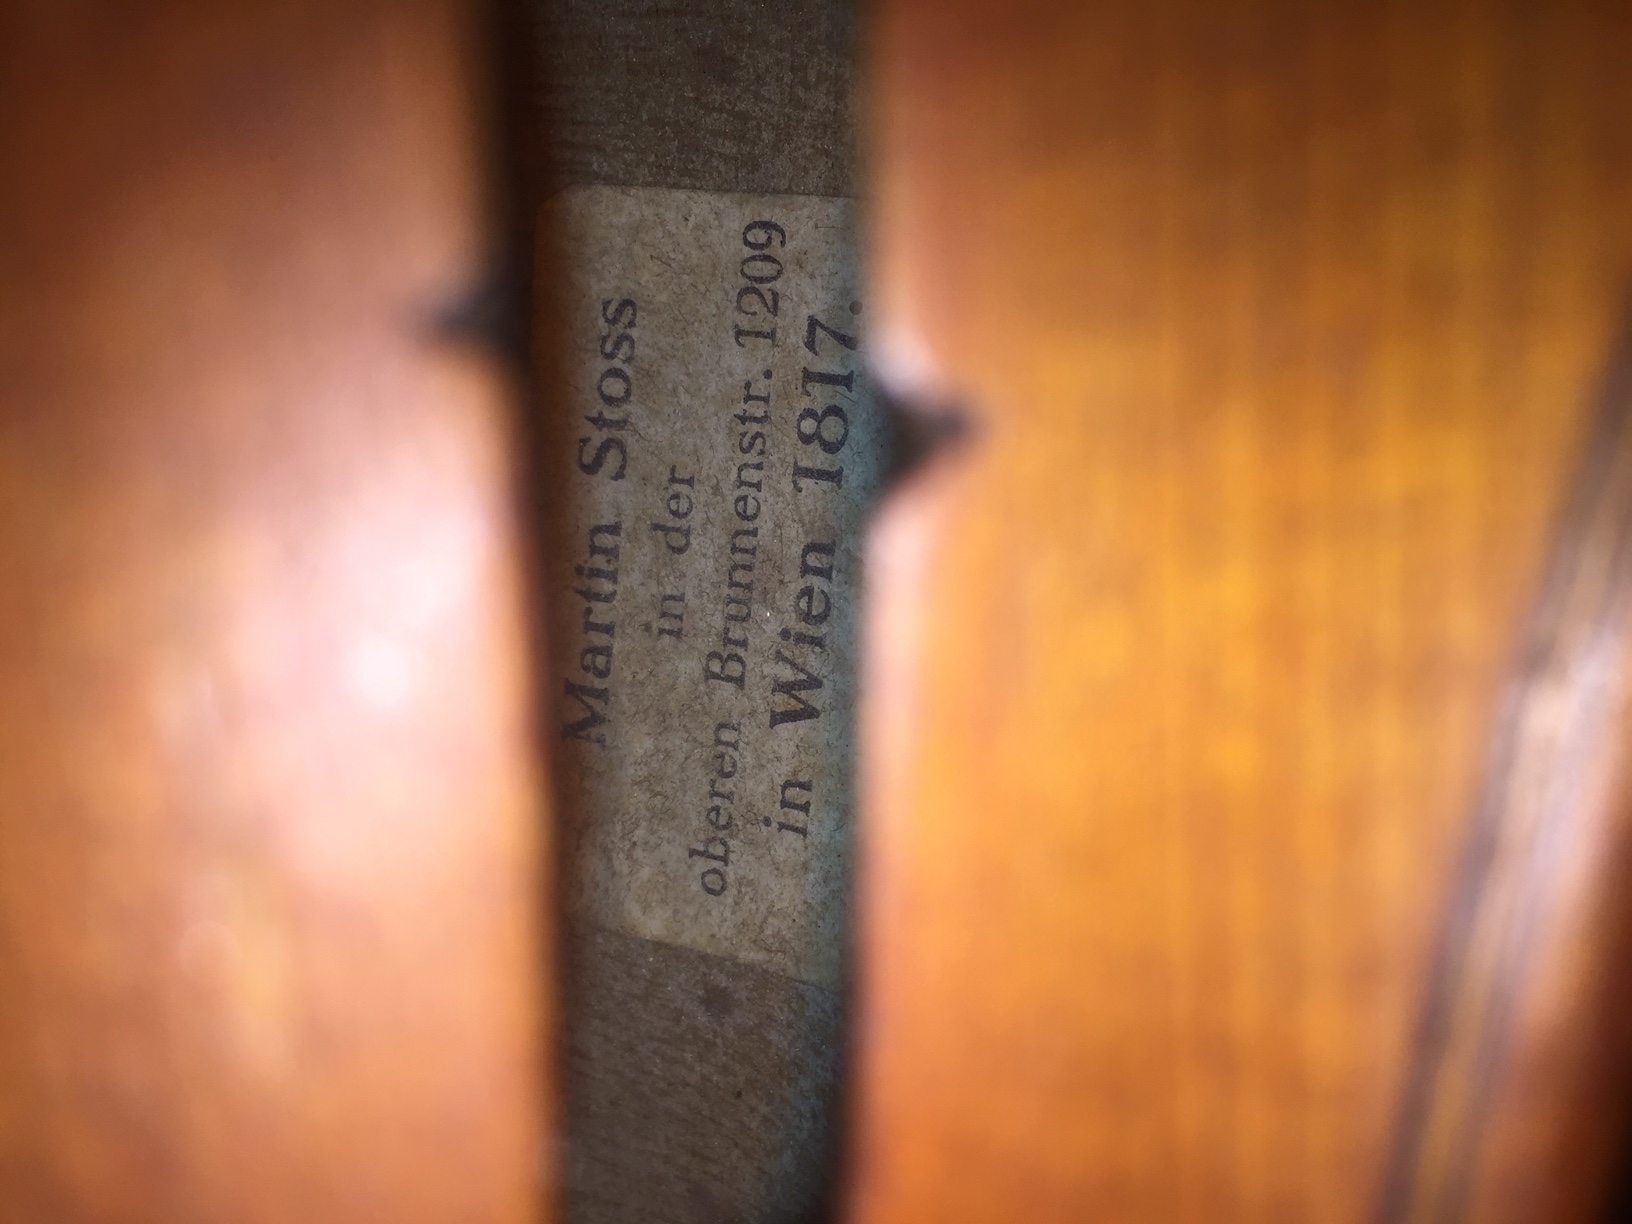 Martin Stoss
in der
oberen Brunnenstr. 1209
in Wien 1817.